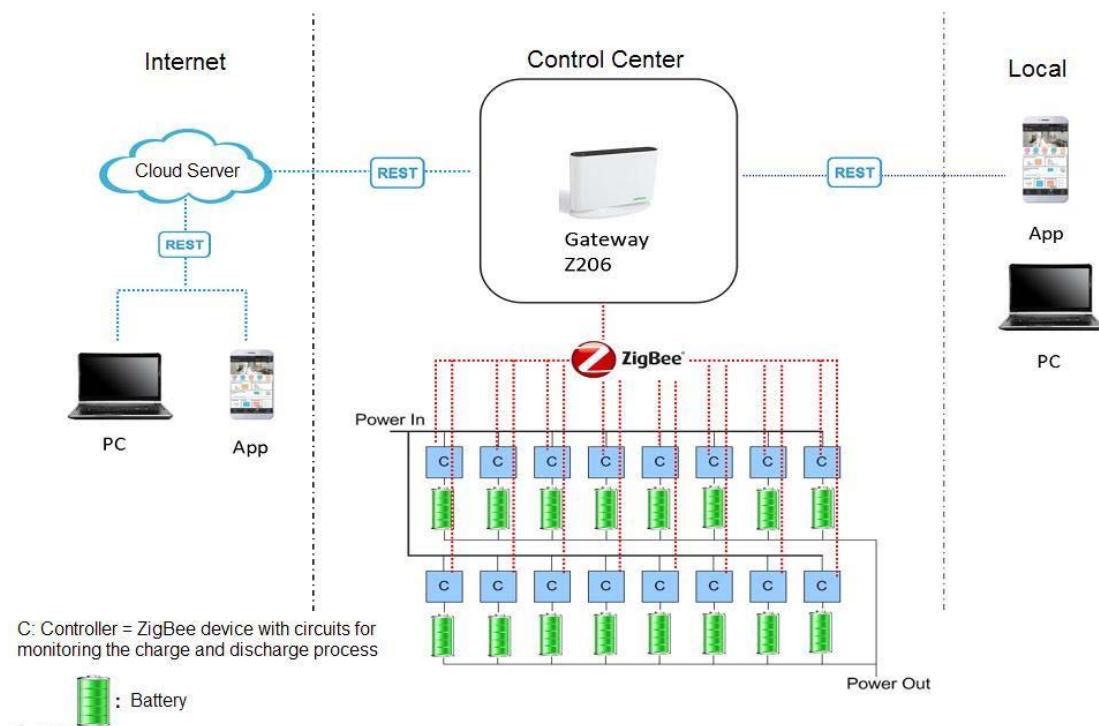 Internet
Control Center
Local
Cloud Server
REST
REST
REST
Gateway
Z206
App
PC
PC
App
ZigBee®
Power In
C C C C C C C C
C C C C C C C C
Power Out
C: Controller = ZigBee device with circuits for
monitoring the charge and discharge process
: Battery